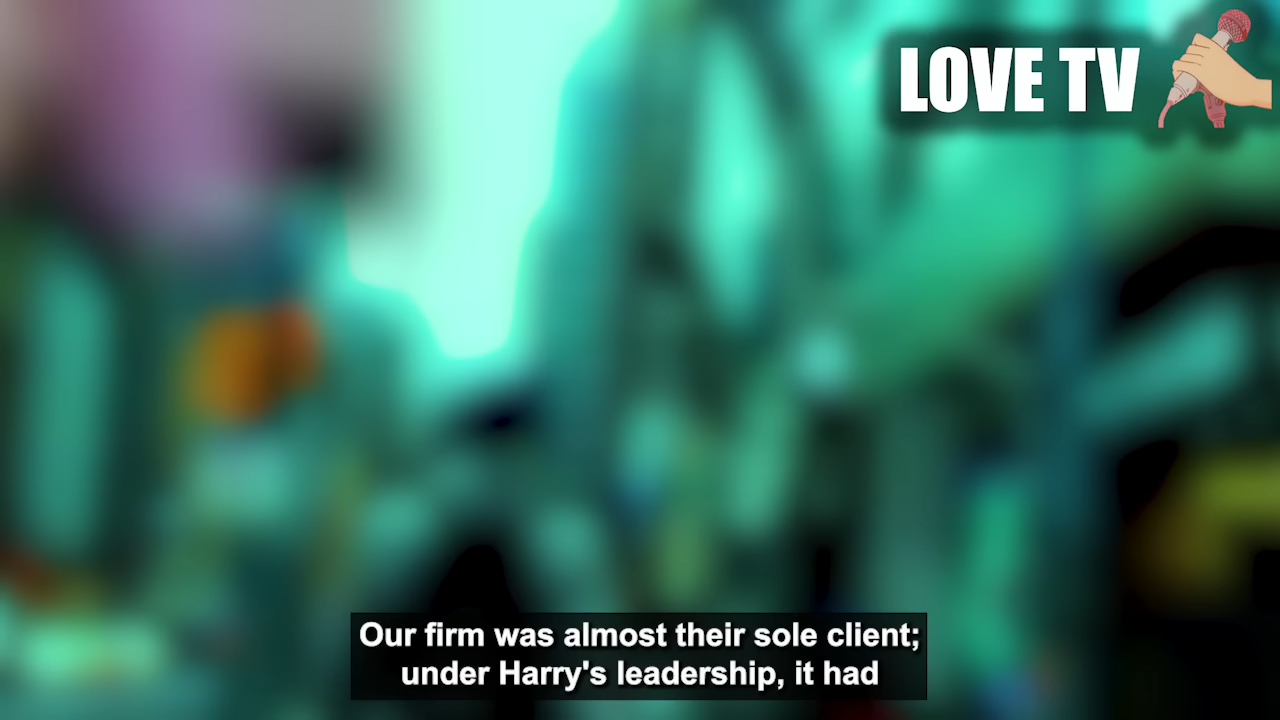 LOVE TV
Our firm was almost their sole client;
under Harry's leadership, it had